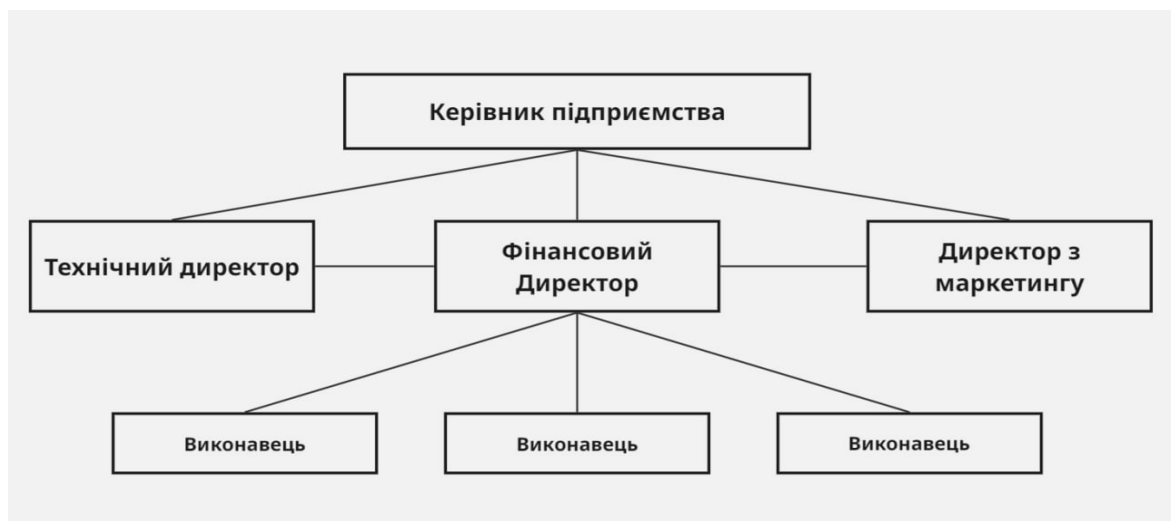 Керівник підприємства
Технічний директор
Фінансовий
Директор
Директор з
маркетингу
Виконавець
Виконавець
Виконавець